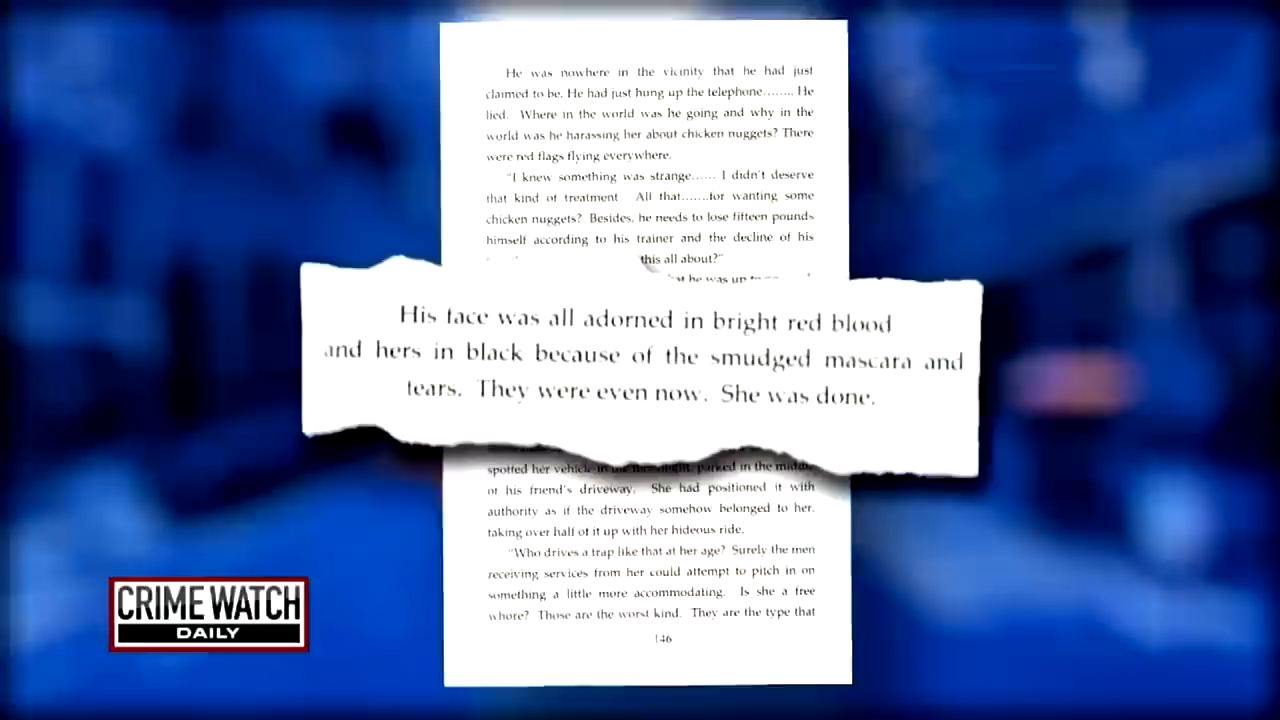 He was nowhere in the vicinity that he had just
claimed to be. He had just hung up the telephone........ He
lied. Where in the world was he going and why in the
world was he harassing her about chicken nuggets? There
were red flags flying everywhere.
"I knew something was strange...... I didn't deserve
that kind of treatment. All that.......for wanting some
chicken nuggets? Besides, he needs to lose fifteen pounds
himself according to his trainer and the decline of his
this all about?"
he was up
His face was all adorned in bright red blood
and hers in black because of the smudged mascara and
tears. They were even now. She was done.
spotted her vehicle in parked in the middle
of his friend's driveway. She had positioned it with
authority as if the driveway somehow belonged to her,
taking over half of it up with her hideous ride.
"Who drives a trap like that at her age? Surely the men
receiving services from her could attempt to pitch in on
something a little more accommodating. Is she a free
whore? Those are the worst kind. They are the type that
146
CRIME WATCH
DAILY